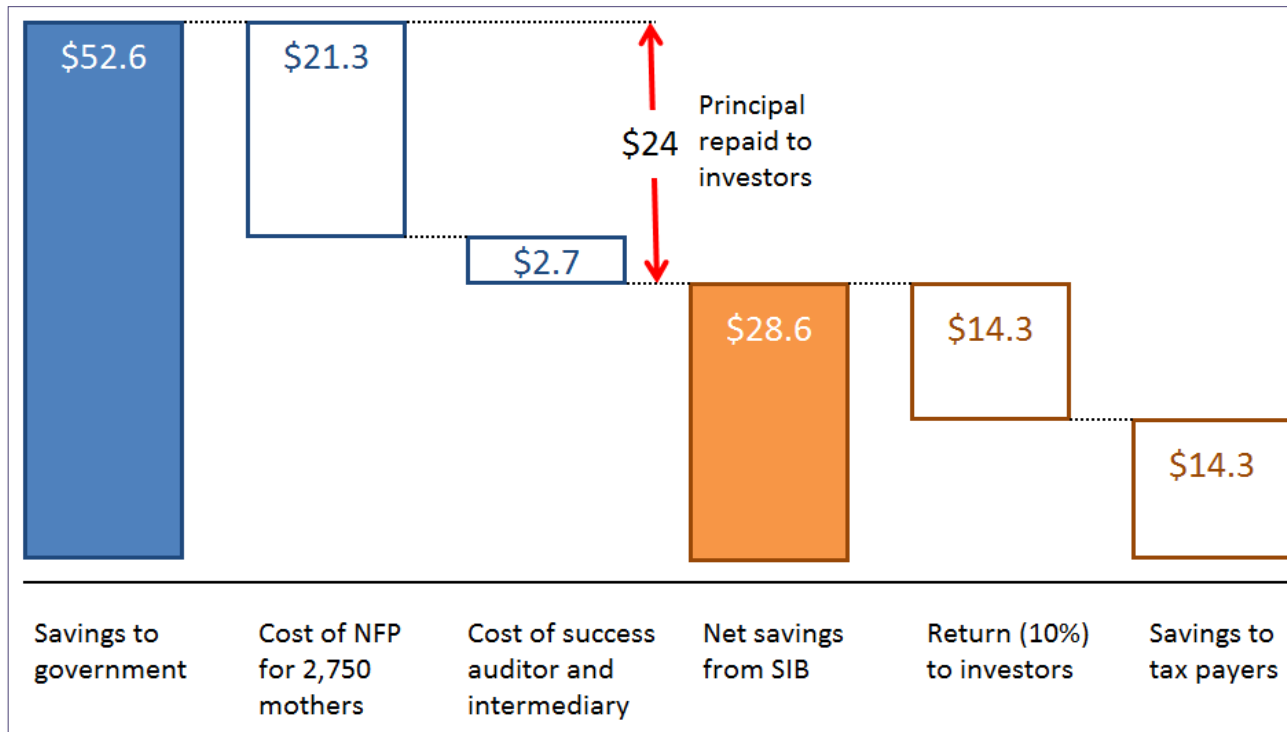 $52.6
$21.3
$2.7
$24
Principal
repaid to
investors
$28.6
$14.3
$14.3
Savings to
government
Cost of NFP
for 2,750
mothers
Cost of success
auditor and
intermediary
Net savings
from SIB
Return (10%)
to investors
Savings to
tax payers